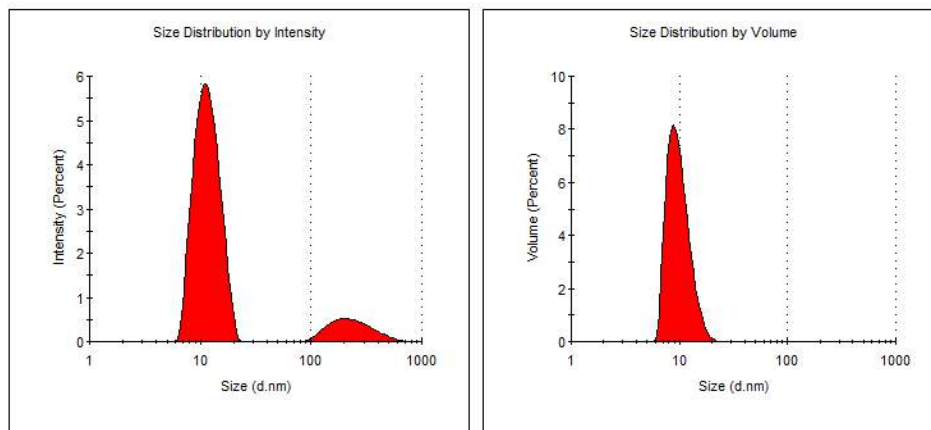 Size Distribution by Intensity
6
5
4
3
2
1
0
Intensity (Percent)
1 10 100 1000
Size (d.nm)
Size Distribution by Volume
10
8
6
4
2
0
Volume (Percent)
1 10 100 1000
Size (d.nm)